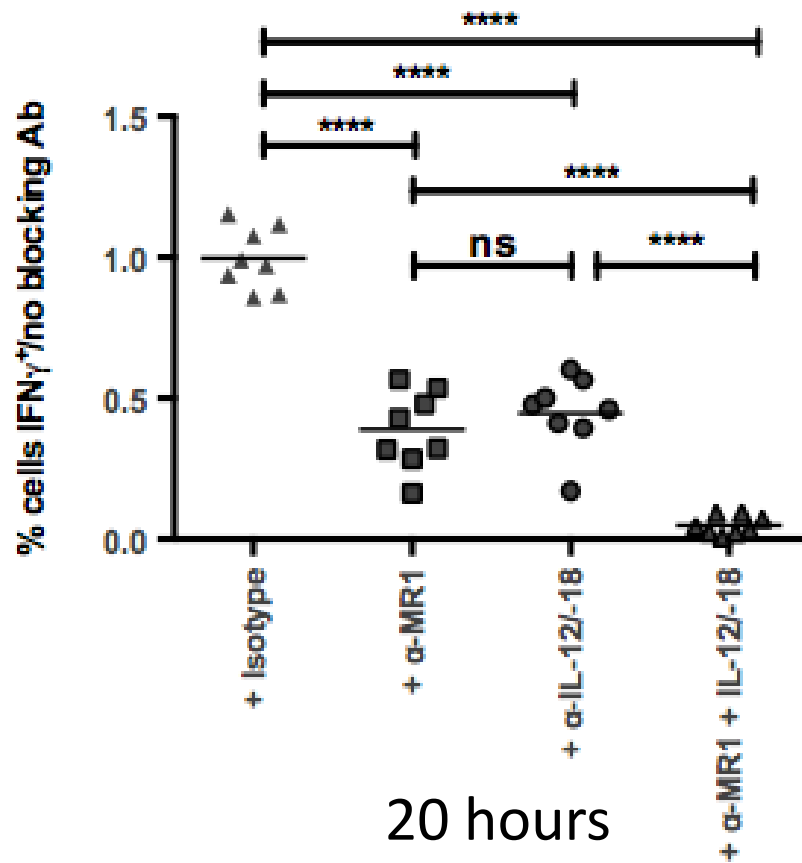 ****
****
****
****
ns
****
% cells IFNγ⁺/no blocking Ab
1.5
1.0
0.5
0.0
+ Isotype
+ α-MR1
+ α-IL-12/-18
+ α-MR1 + IL-12/-18
20 hours